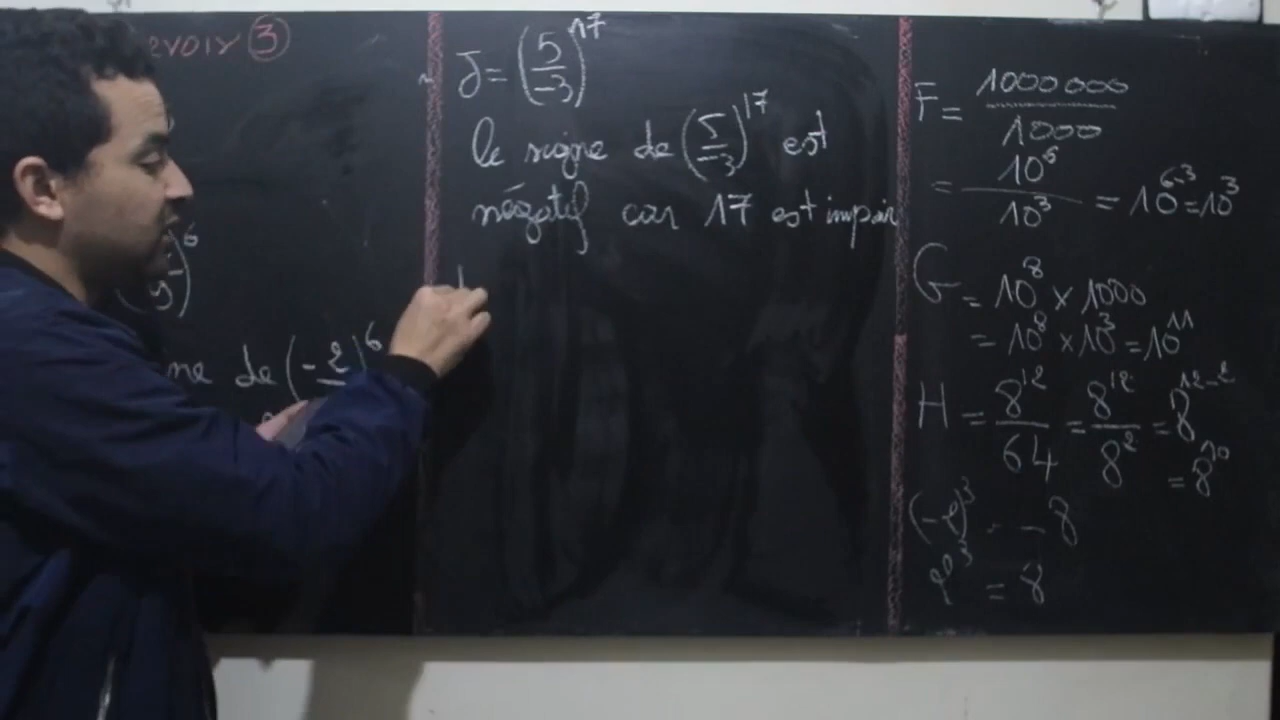 evoir 3
)^6
ne de (-2)^6
J = (5/-3)^17
le signe de (5/-3)^17 est
négatif car 17 est impair
F = 1000000/1000
= 10^6/10^3 = 10^6-3 = 10^3
G = 10^8 × 1000
= 10^8 × 10^3 = 10^11
H = 8^12/64 = 8^12/8^2 = 8^12-2
= 8^10
(-2)^3 = -8
2^3 = 8